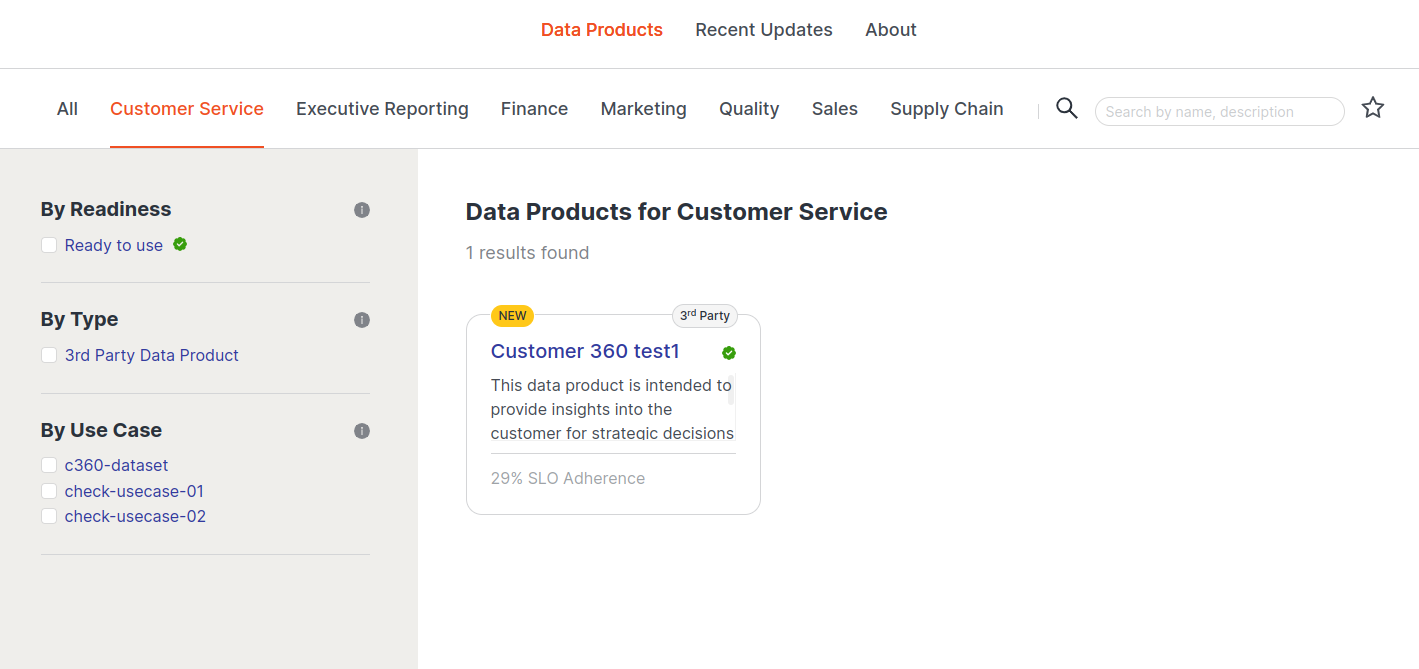 Data Products Recent Updates About
All Customer Service Executive Reporting Finance Marketing Quality Sales Supply Chain Search by name, description
By Readiness
Ready to use
By Type
3rd Party Data Product
By Use Case
c360-dataset
check-usecase-01
check-usecase-02
Data Products for Customer Service
1 results found
NEW 3rd Party
Customer 360 test1
This data product is intended to
provide insights into the
customer for strategic decisions
29% SLO Adherence